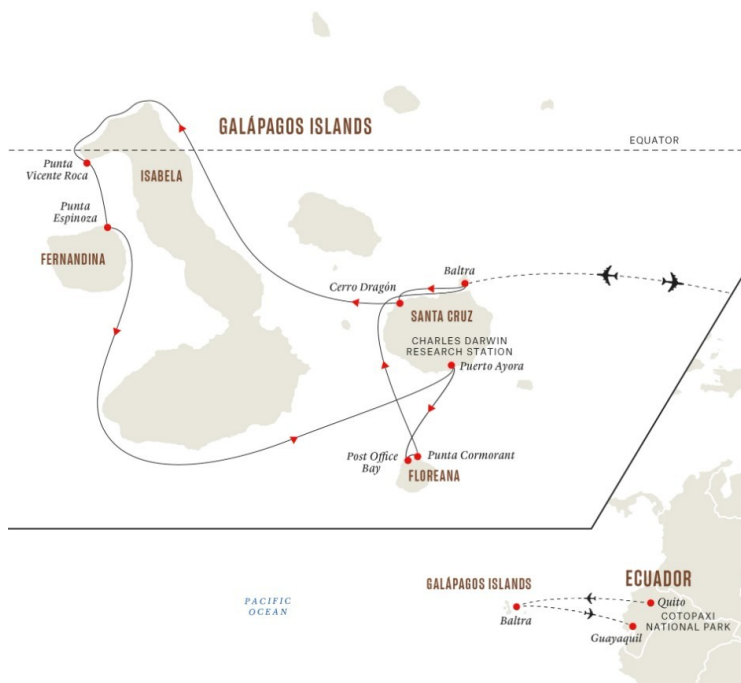 GALÁPAGOS ISLANDS
EQUATOR
Punta
Vicente Roca
ISABELA
Punta
Espinoza
FERNANDINA
Baltra
Cerro Dragón
SANTA CRUZ
CHARLES DARWIN
RESEARCH STATION
Puerto Ayora
Post Office
Bay
Punta Cormorant
FLOREANA
GALÁPAGOS ISLANDS
ECUADOR
PACIFIC
OCEAN
Quito
Baltra
COTOPAXI
NATIONAL PARK
Guayaquil